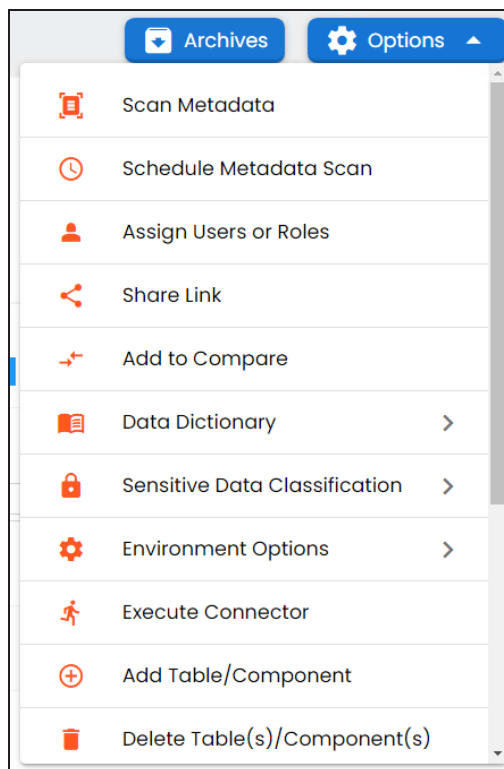 Archives
Options
Scan Metadata
Schedule Metadata Scan
Assign Users or Roles
Share Link
Add to Compare
Data Dictionary
Sensitive Data Classification
Environment Options
Execute Connector
Add Table/Component
Delete Table(s)/Component(s)